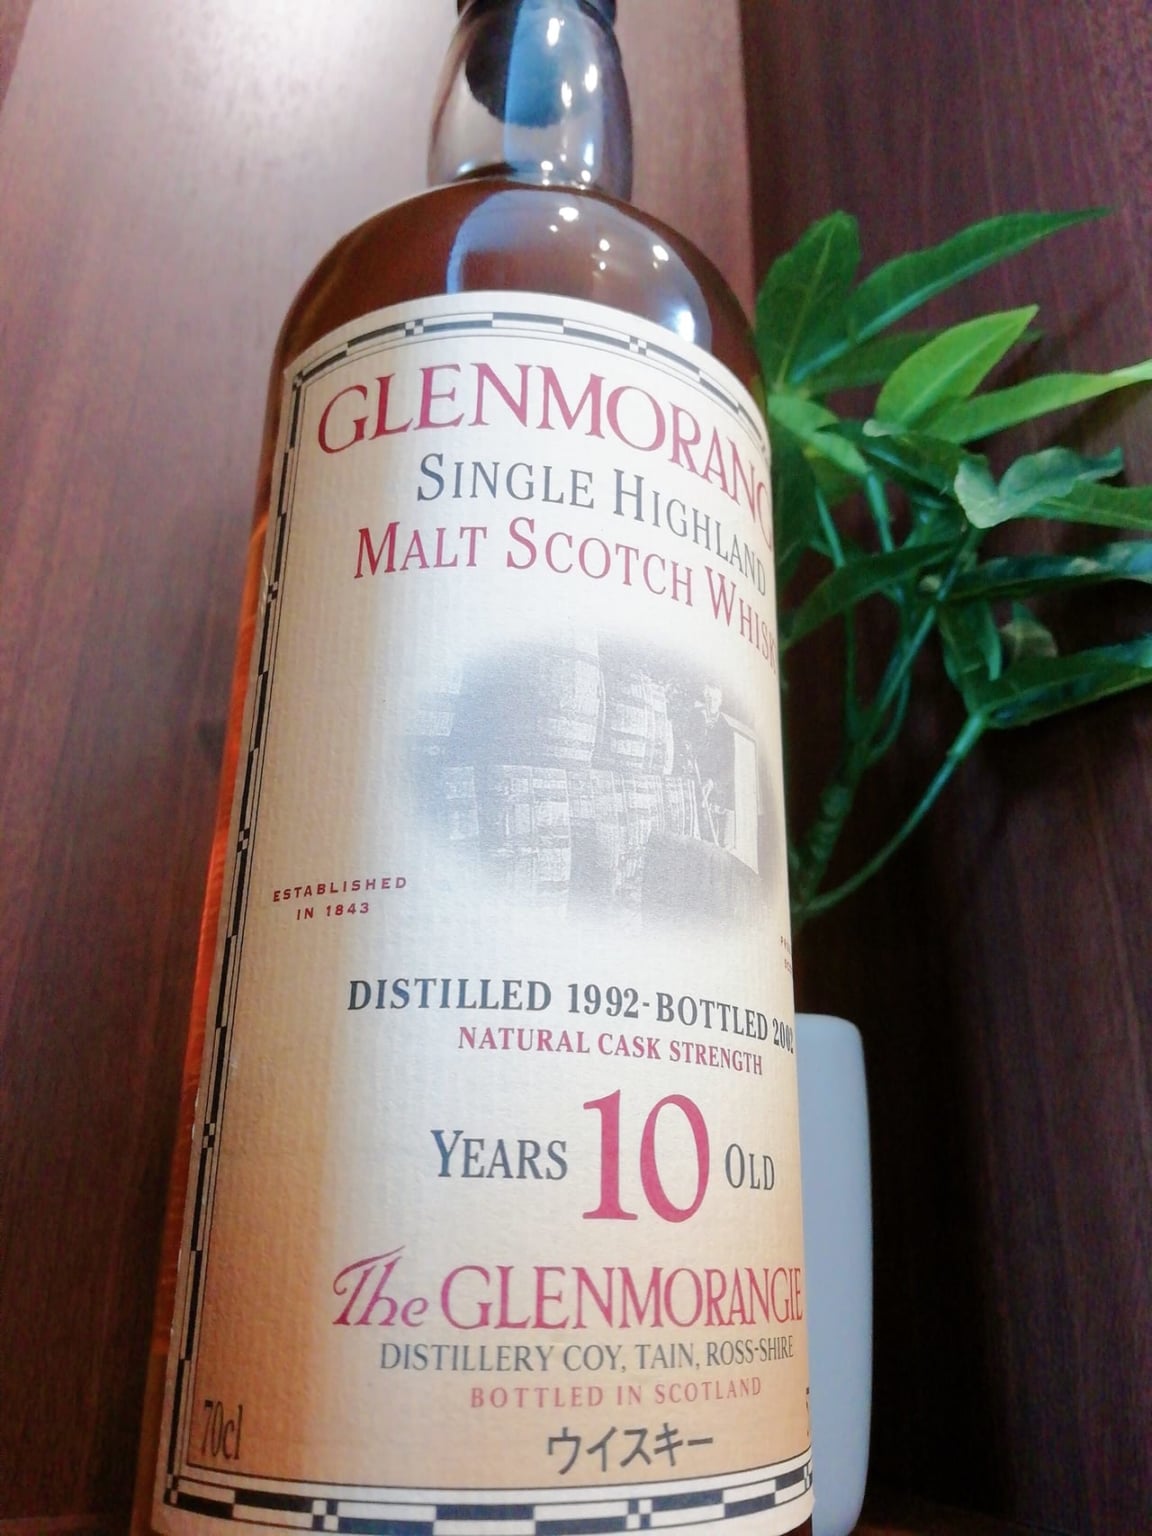 GLENMORANG
SINGLE HIGHLAND
MALT SCOTCH WHISK
ESTABLISHED
IN 1843
DISTILLED 1992-BOTTLED 2002
NATURAL CASK STRENGTH
YEARS 10 OLD
The GLENMORANGIE
DISTILLERY COY, TAIN, ROSS-SHIRE
BOTTLED IN SCOTLAND
70cl
ウイスキー